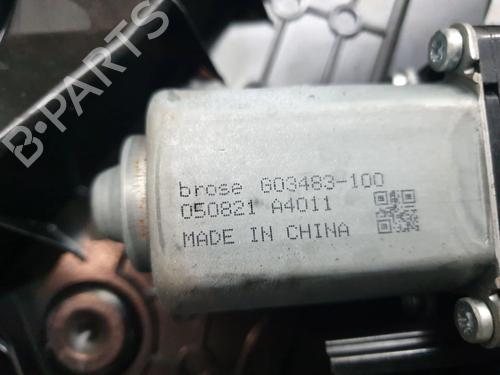 B-PARTS
brose G03483-100
050821 A4011
MADE IN CHINA